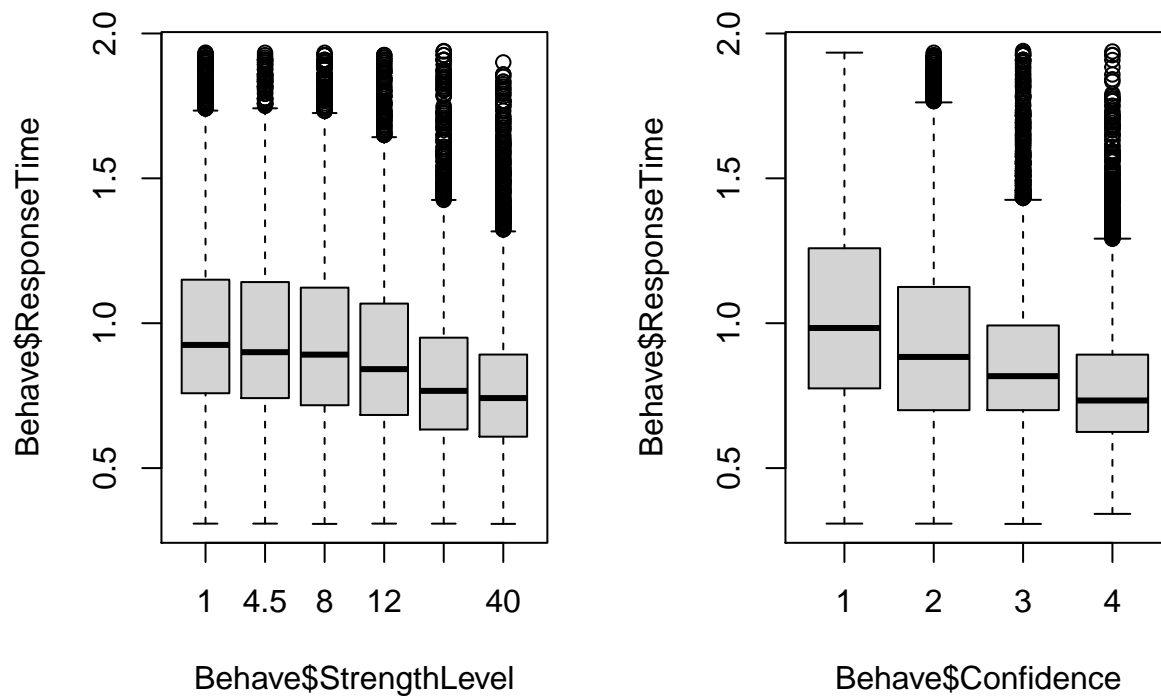 Behave$ResponseTime
2.0
1.5
1.0
0.5
1 4.5 8 12 40
Behave$StrengthLevel
Behave$ResponseTime
2.0
1.5
1.0
0.5
1 2 3 4
Behave$Confidence